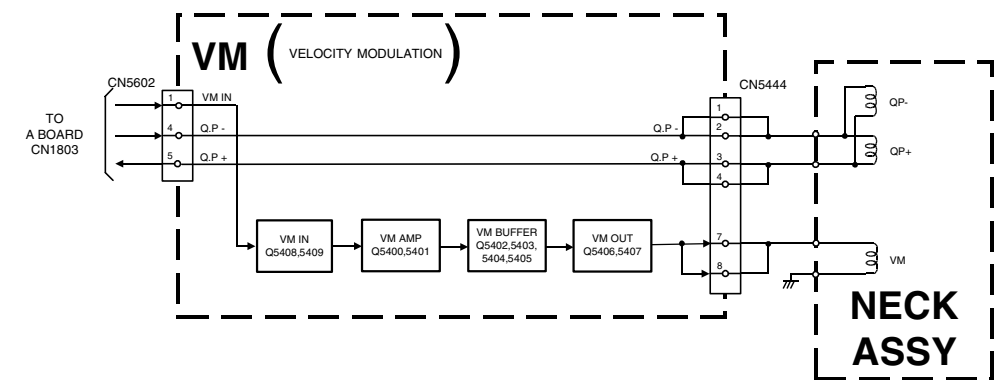 VM ( VELOCITY MODULATION )
CN5602
CN5444
TO
A BOARD
CN1803
1
VM IN
4
Q.P -
5
Q.P +
Q.P -
Q.P +
1
2
3
4
7
8
QP-
QP+
VM
VM IN
Q5408,5409
VM AMP
Q5400,5401
VM BUFFER
Q5402,5403,
5404,5405
VM OUT
Q5406,5407
NECK
ASSY